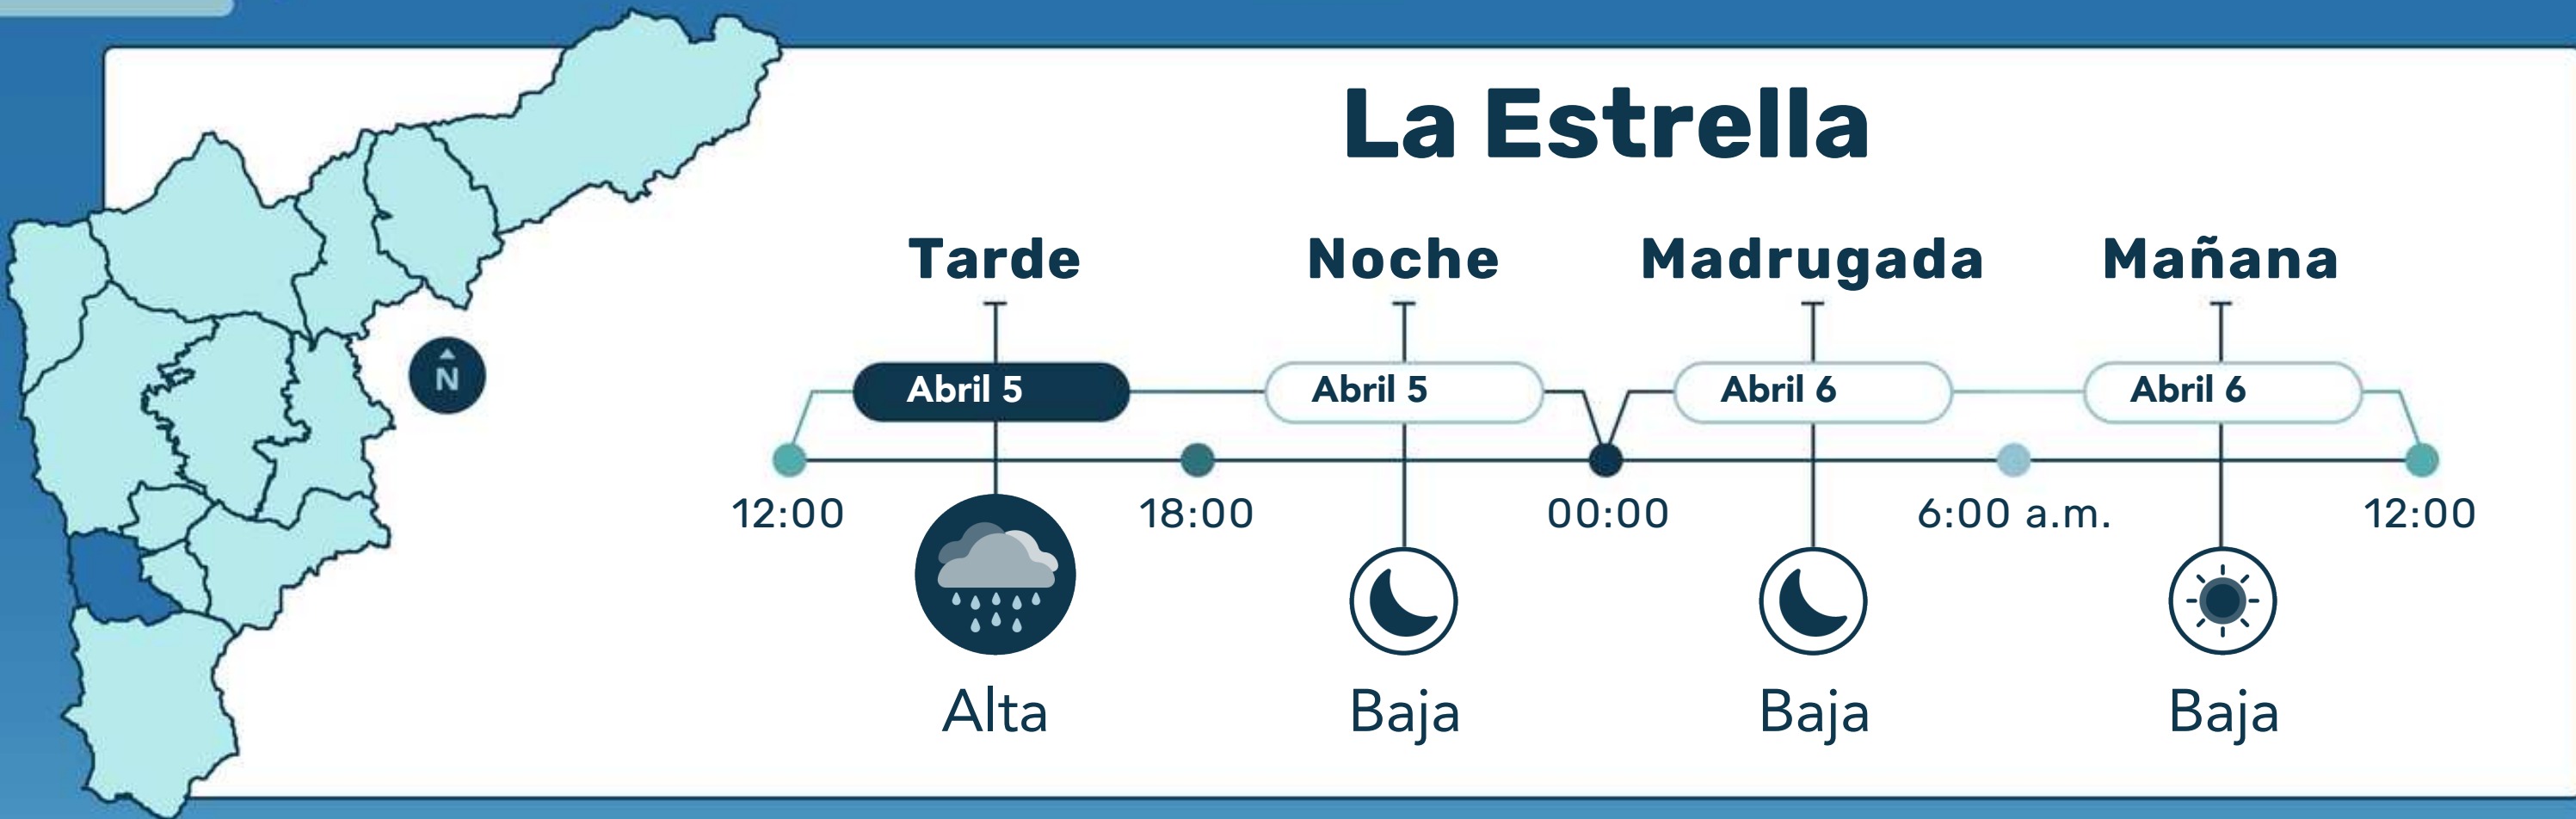 La Estrella
Tarde Noche Madrugada Mañana
N
Abril 5 Abril 5 Abril 6 Abril 6
12:00 18:00 00:00 6:00 a.m. 12:00
Alta Baja Baja Baja